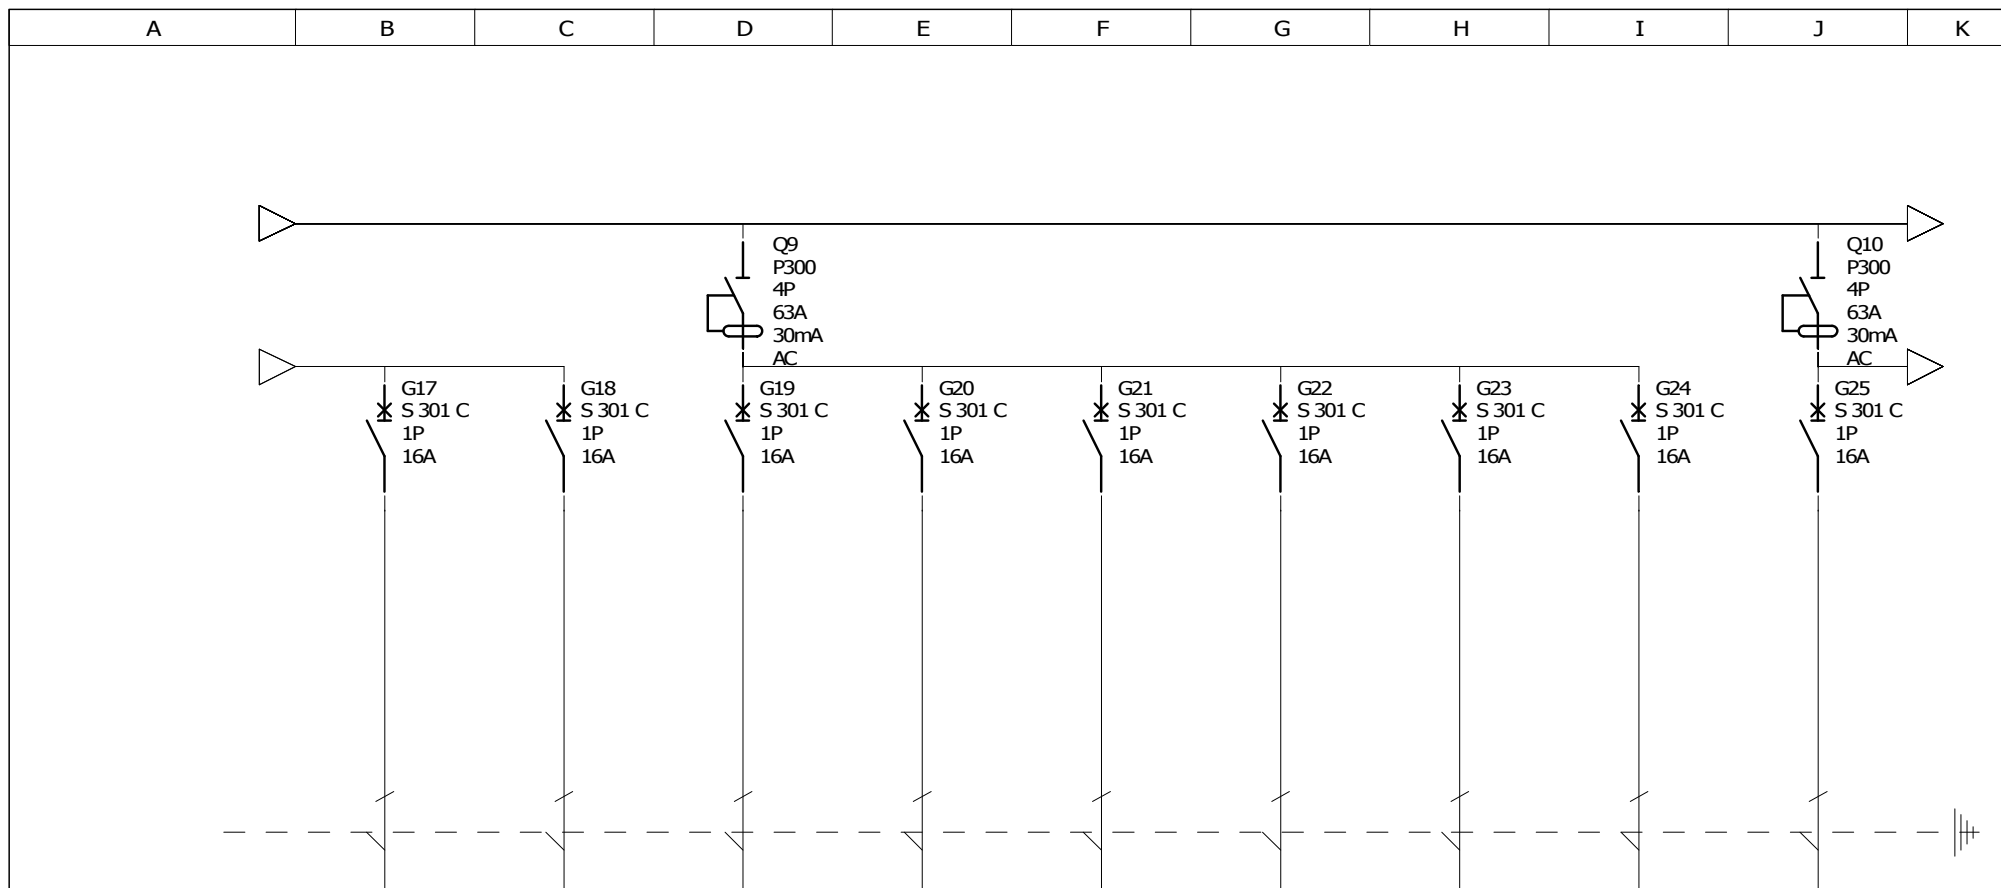 A B C D E F G H I J K
Q9
P300
4P
63A
30mA
AC
Q10
P300
4P
63A
30mA
AC
G17
S 301 C
1P
16A
G18
S 301 C
1P
16A
G19
S 301 C
1P
16A
G20
S 301 C
1P
16A
G21
S 301 C
1P
16A
G22
S 301 C
1P
16A
G23
S 301 C
1P
16A
G24
S 301 C
1P
16A
G25
S 301 C
1P
16A